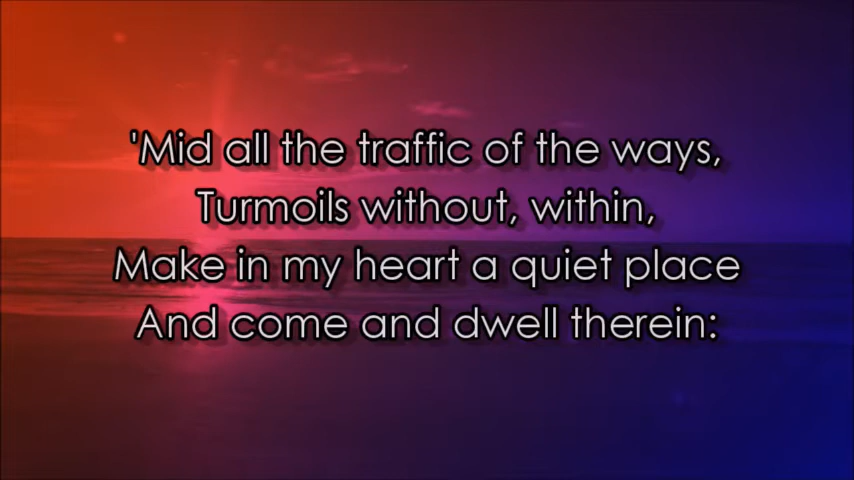 'Mid all the traffic of the ways,
Turmoils without, within,
Make in my heart a quiet place
And come and dwell therein: